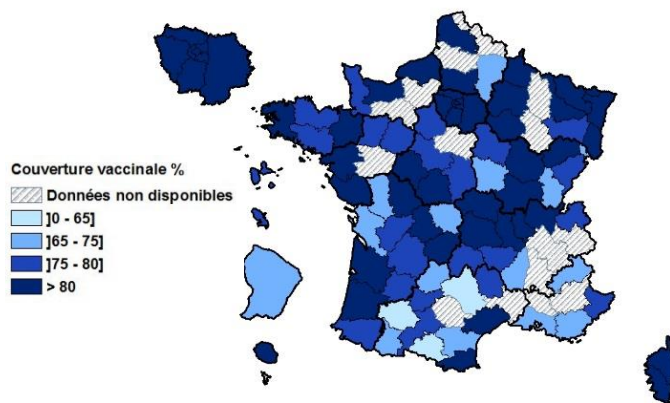 Couverture vaccinale %
Données non disponibles
]0 - 65]
]65 - 75]
]75 - 80]
> 80